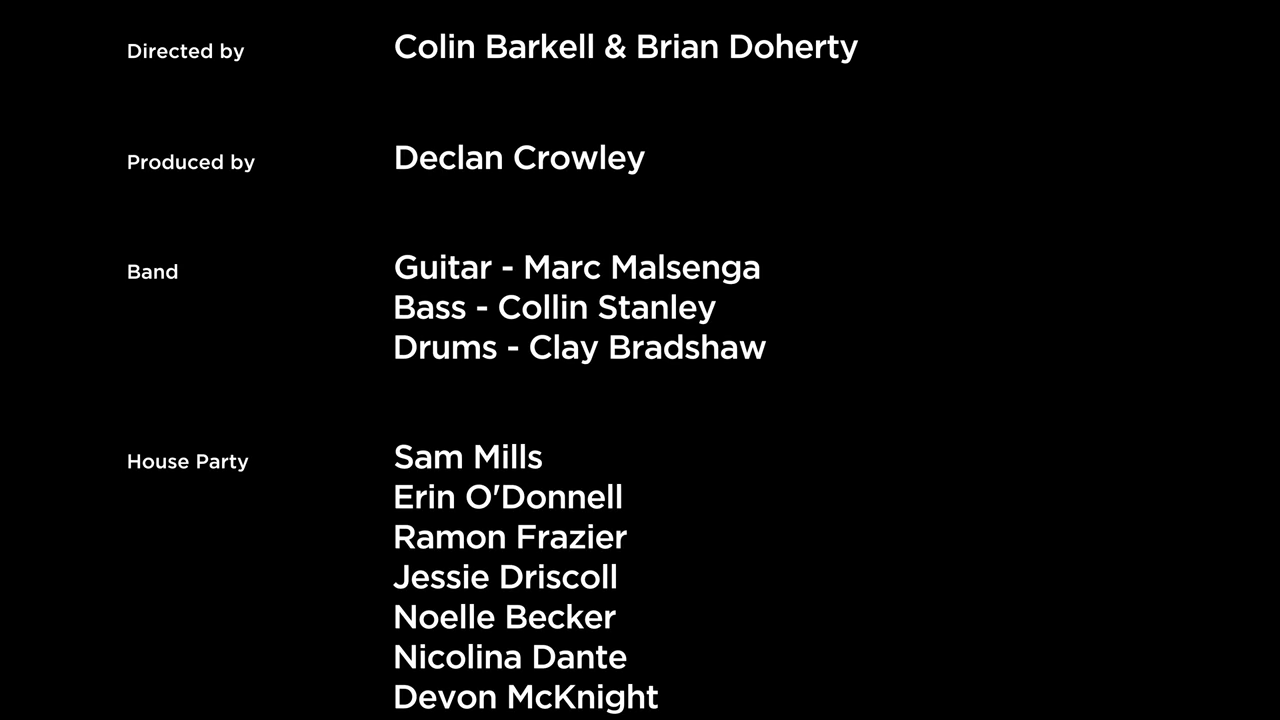 Directed by Colin Barkell & Brian Doherty
Produced by Declan Crowley
Band Guitar - Marc Malsenga
Bass - Collin Stanley
Drums - Clay Bradshaw
House Party Sam Mills
Erin O'Donnell
Ramon Frazier
Jessie Driscoll
Noelle Becker
Nicolina Dante
Devon McKnight